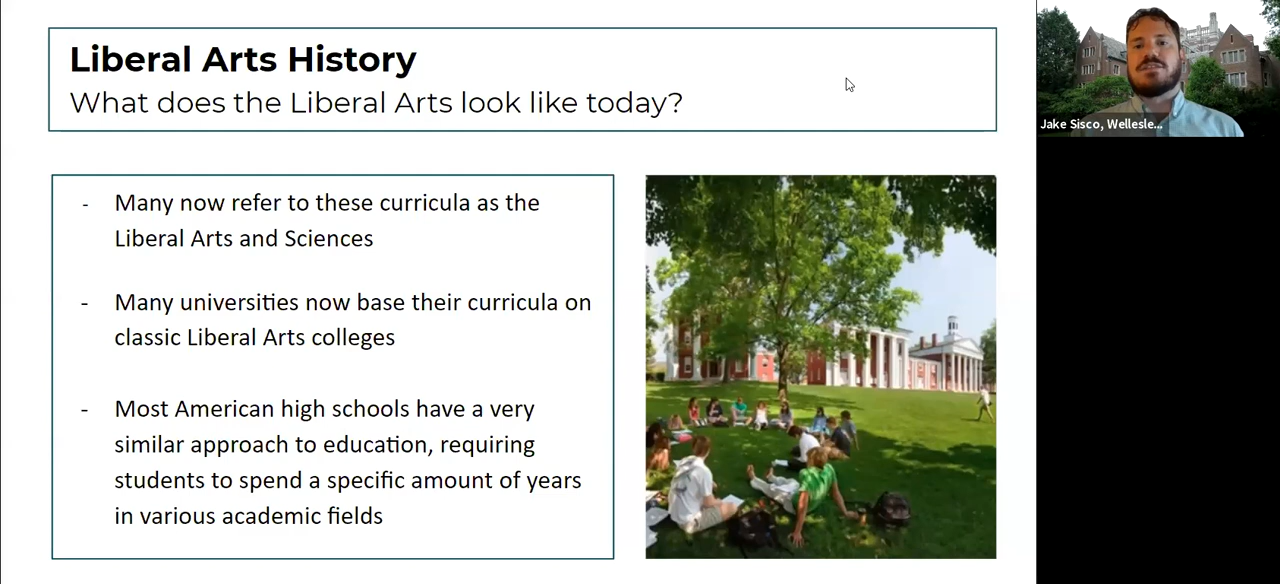 Liberal Arts History
What does the Liberal Arts look like today?
- Many now refer to these curricula as the
Liberal Arts and Sciences
- Many universities now base their curricula on
classic Liberal Arts colleges
- Most American high schools have a very
similar approach to education, requiring
students to spend a specific amount of years
in various academic fields
Jake Sisco, Wellesle...